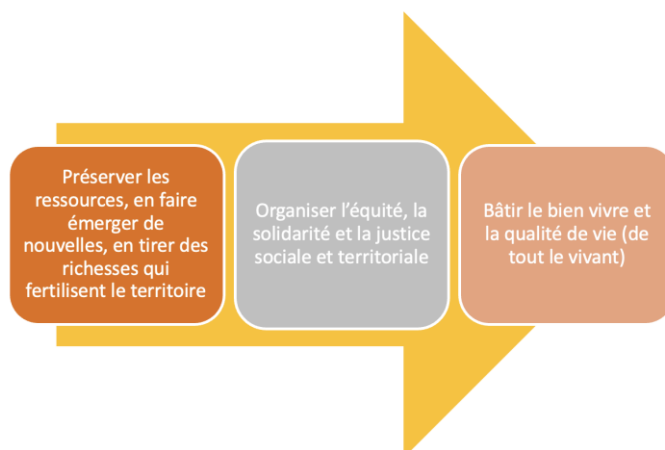 Préserver les
ressources, en faire
émerger de
nouvelles, en tirer des
richesses qui
fertilisent le territoire
Organiser l’équité, la
solidarité et la justice
sociale et territoriale
Bâtir le bien vivre et
la qualité de vie (de
tout le vivant)